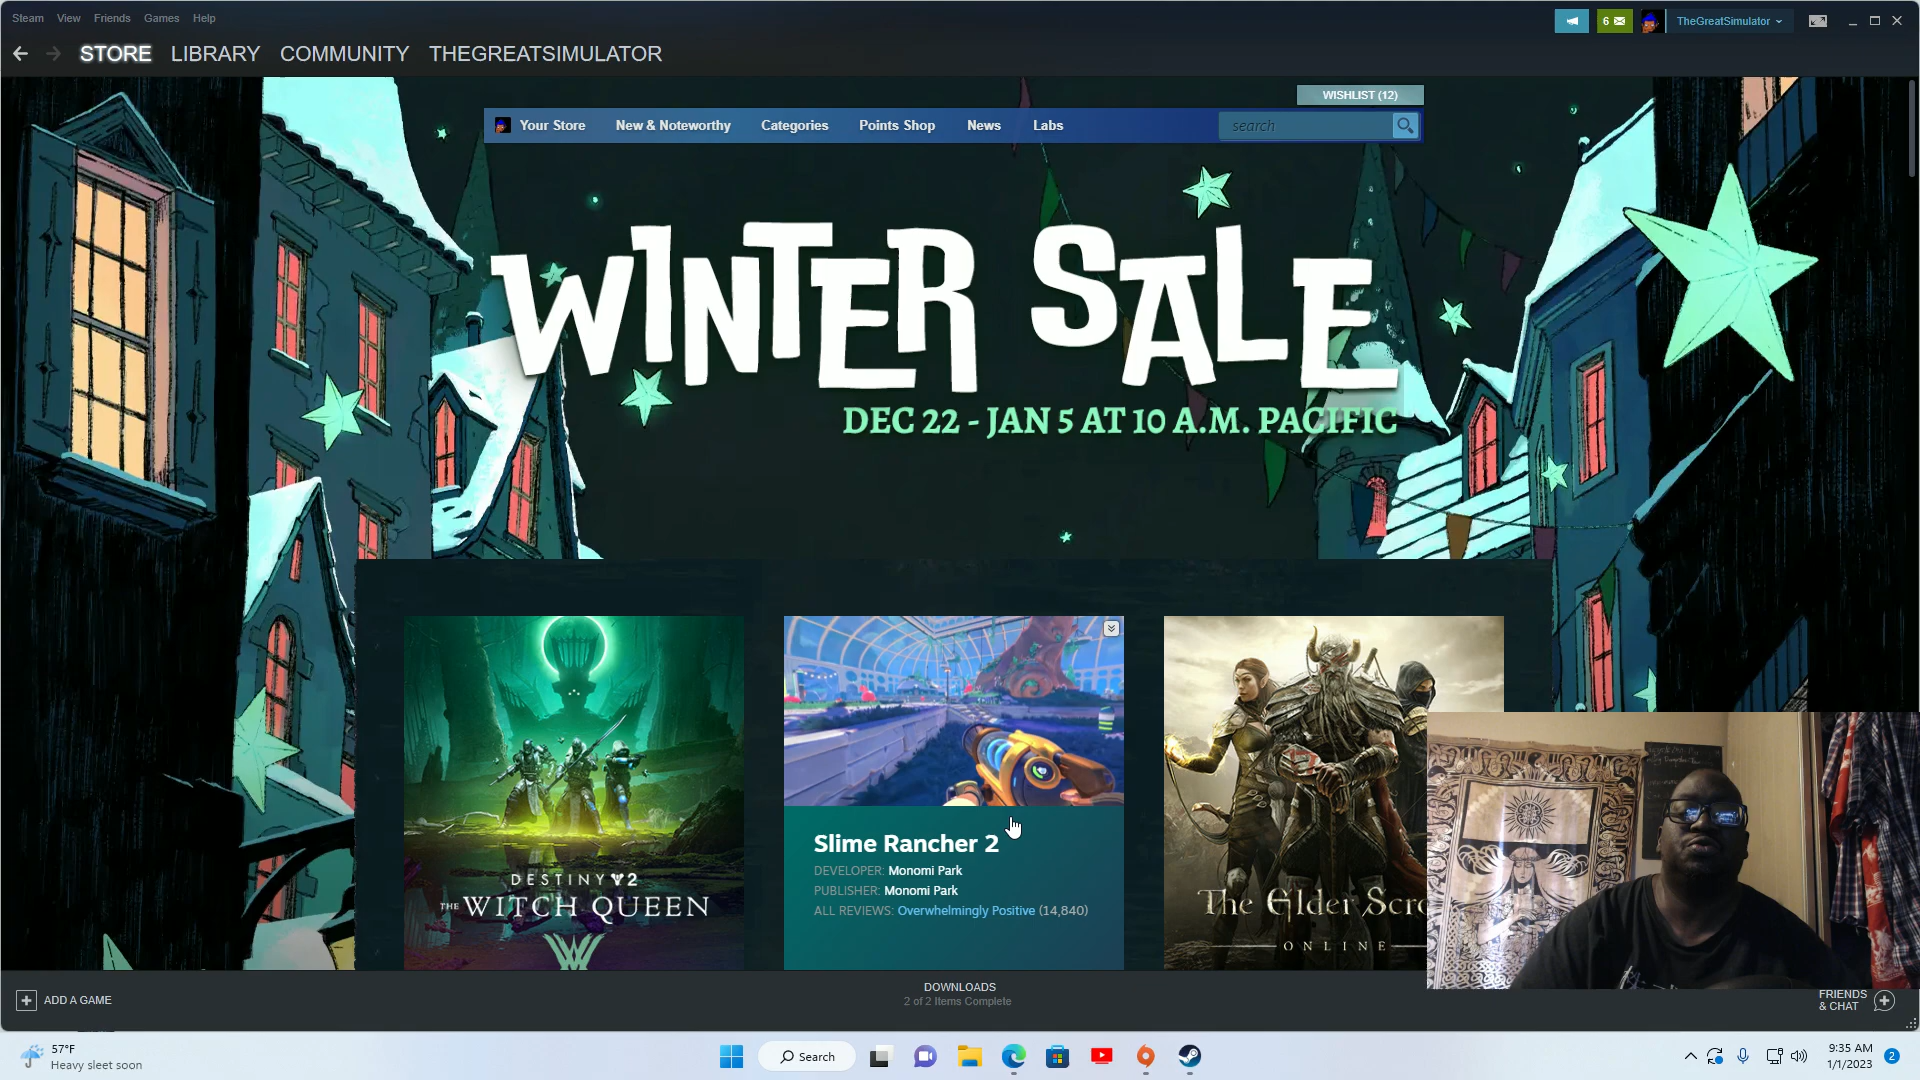 Steam View Friends Games Help
6 TheGreatSimulator
STORE LIBRARY COMMUNITY THEGREATSIMULATOR
WISHLIST (12)
Your Store New & Noteworthy Categories Points Shop News Labs search
WINTER SALE
DEC 22 - JAN 5 AT 10 A.M. PACIFIC
DESTINY 2
THE WITCH QUEEN
Slime Rancher 2
DEVELOPER: Monomi Park
PUBLISHER: Monomi Park
ALL REVIEWS: Overwhelmingly Positive (14,840)
The Elder Scro
ONLINE
ADD A GAME
DOWNLOADS
2 of 2 Items Complete
FRIENDS
& CHAT
57°F
Heavy sleet soon
Search
9:35 AM
1/1/2023
2